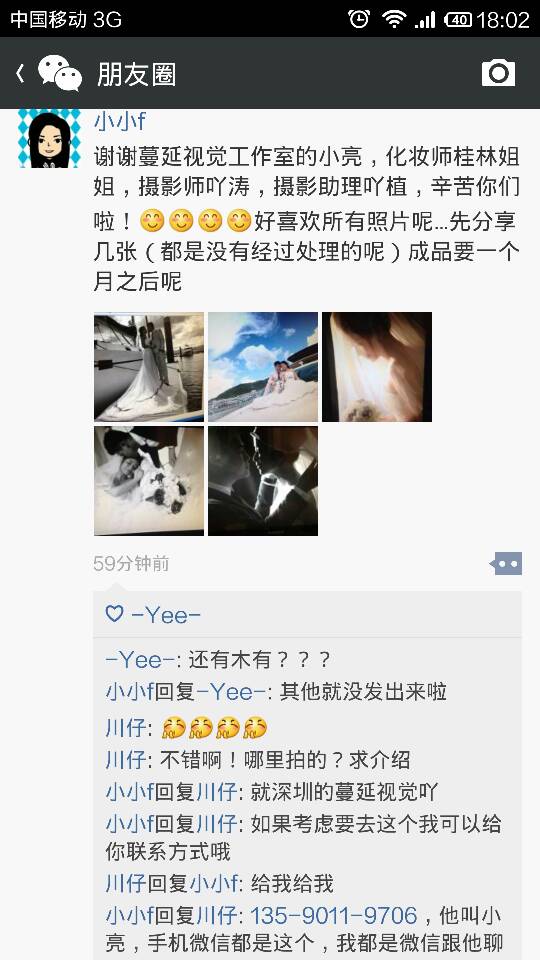 中国移动 3G
40 18:02
朋友圈
小小f
谢谢蔓延视觉工作室的小亮，化妆师桂林姐
姐，摄影师吖涛，摄影助理吖植，辛苦你们
啦！😊😊😊😊好喜欢所有照片呢...先分享
几张（都是没有经过处理的呢）成品要一个
月之后呢
59分钟前
-Yee-
-Yee-: 还有木有？？？
小小f回复-Yee-: 其他就没发出来啦
川仔:
川仔: 不错啊！哪里拍的？求介绍
小小f回复川仔: 就深圳的蔓延视觉吖
小小f回复川仔: 如果考虑要去这个我可以给
你联系方式哦
川仔回复小小f: 给我给我
小小f回复川仔: 135-9011-9706，他叫小
亮，手机微信都是这个，我都是微信跟他聊